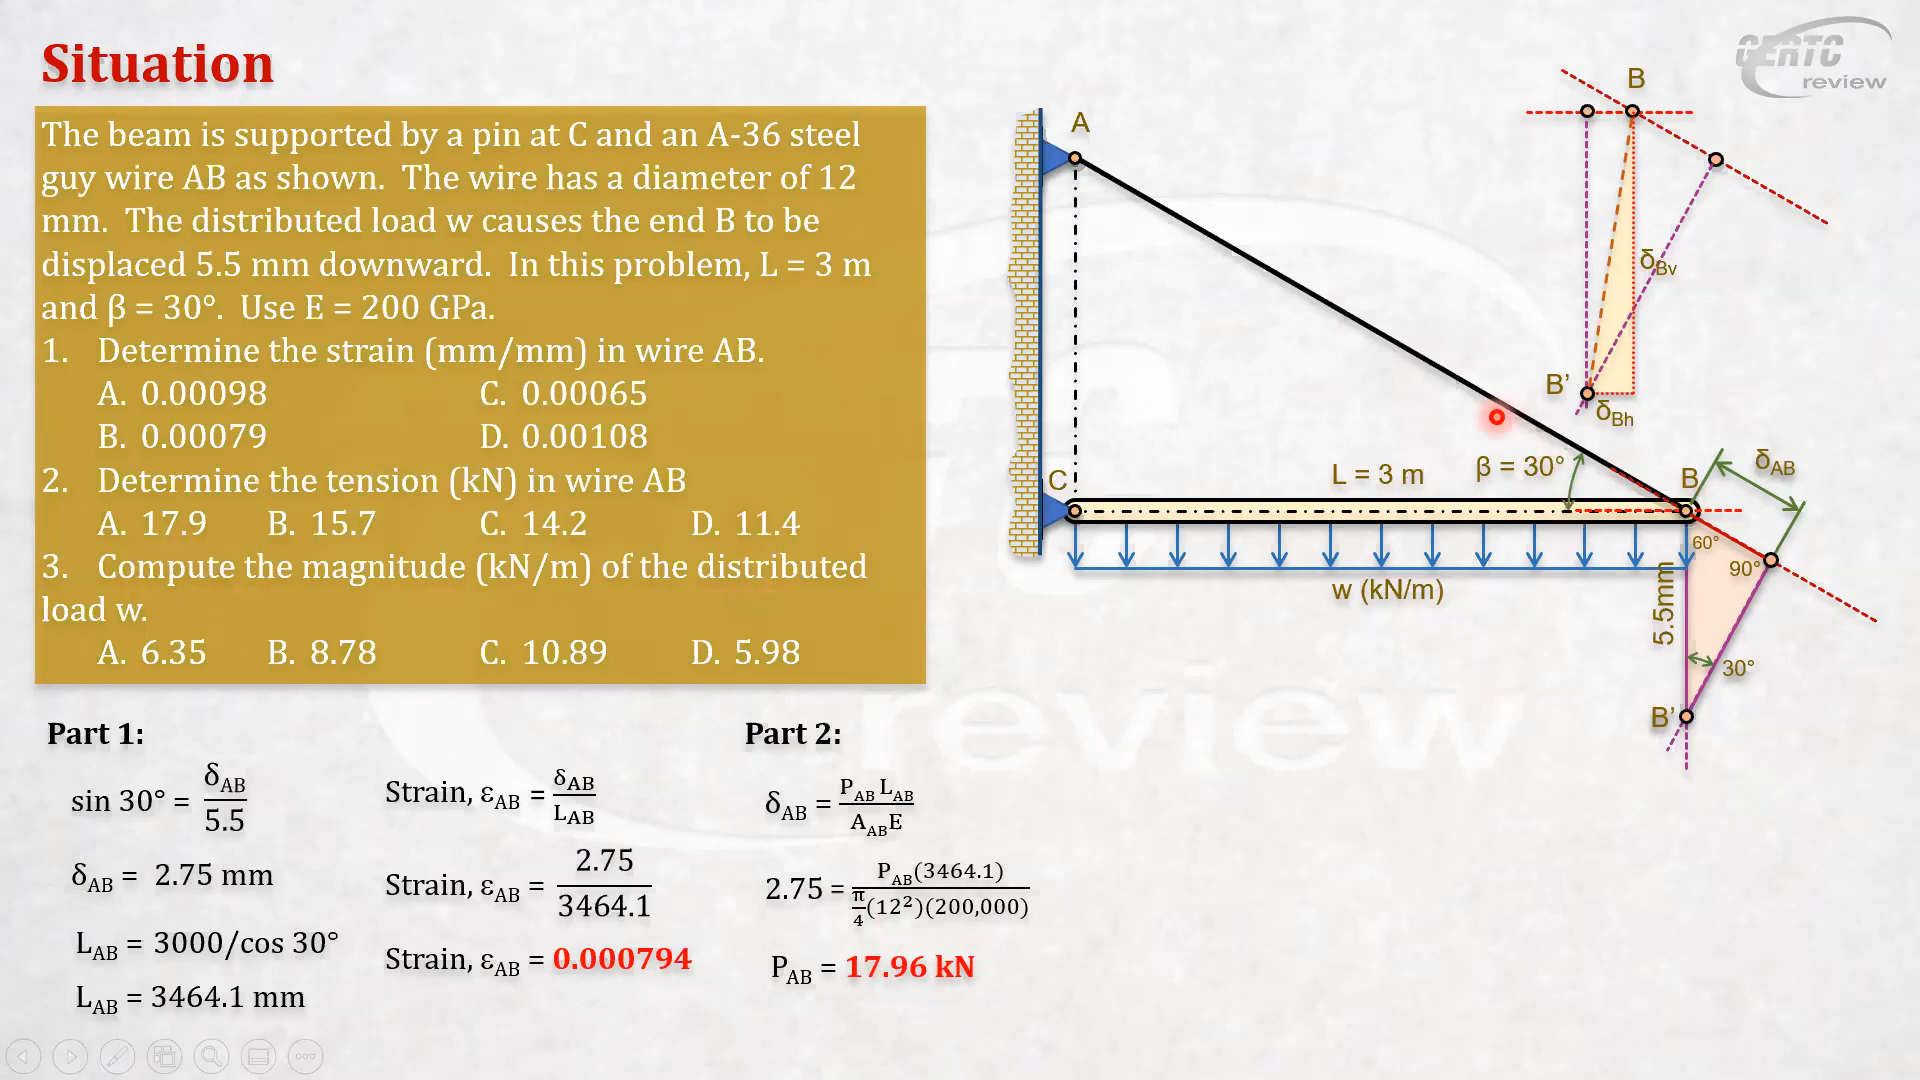 Situation
CERTC
review
The beam is supported by a pin at C and an A-36 steel
guy wire AB as shown. The wire has a diameter of 12
mm. The distributed load w causes the end B to be
displaced 5.5 mm downward. In this problem, L = 3 m
and β = 30°. Use E = 200 GPa.
1. Determine the strain (mm/mm) in wire AB.
A. 0.00098 C. 0.00065
B. 0.00079 D. 0.00108
2. Determine the tension (kN) in wire AB
A. 17.9 B. 15.7 C. 14.2 D. 11.4
3. Compute the magnitude (kN/m) of the distributed
load w.
A. 6.35 B. 8.78 C. 10.89 D. 5.98
A
B
δBv
B’
δBh
C
L = 3 m
β = 30°
B
δAB
60°
90°
w (kN/m)
5.5mm
30°
B’
review
Part 1:
sin 30° = δAB / 5.5
δAB = 2.75 mm
LAB = 3000/cos 30°
LAB = 3464.1 mm
Strain, εAB = δAB / LAB
Strain, εAB = 2.75 / 3464.1
Strain, εAB = 0.000794
Part 2:
δAB = PAB LAB / AAB E
2.75 = PAB(3464.1) / π/4 (12²)(200,000)
PAB = 17.96 kN